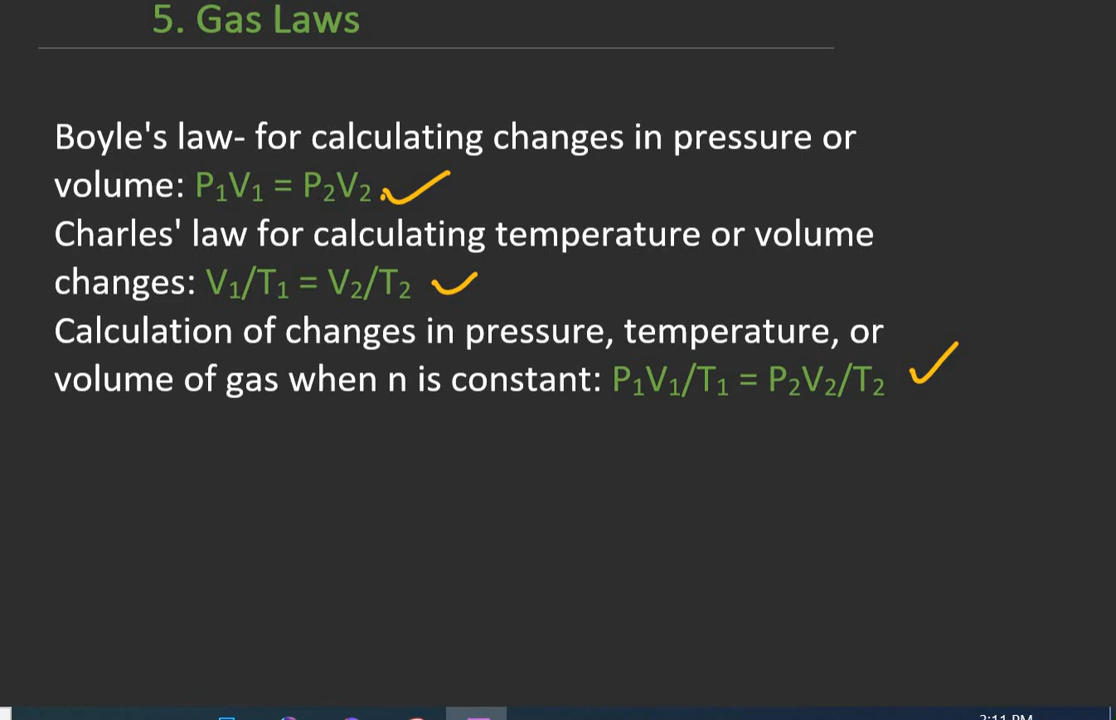 5. Gas Laws
Boyle's law- for calculating changes in pressure or
volume: P₁V₁ = P₂V₂.
Charles' law for calculating temperature or volume
changes: V₁/T₁ = V₂/T₂
Calculation of changes in pressure, temperature, or
volume of gas when n is constant: P₁V₁/T₁ = P₂V₂/T₂